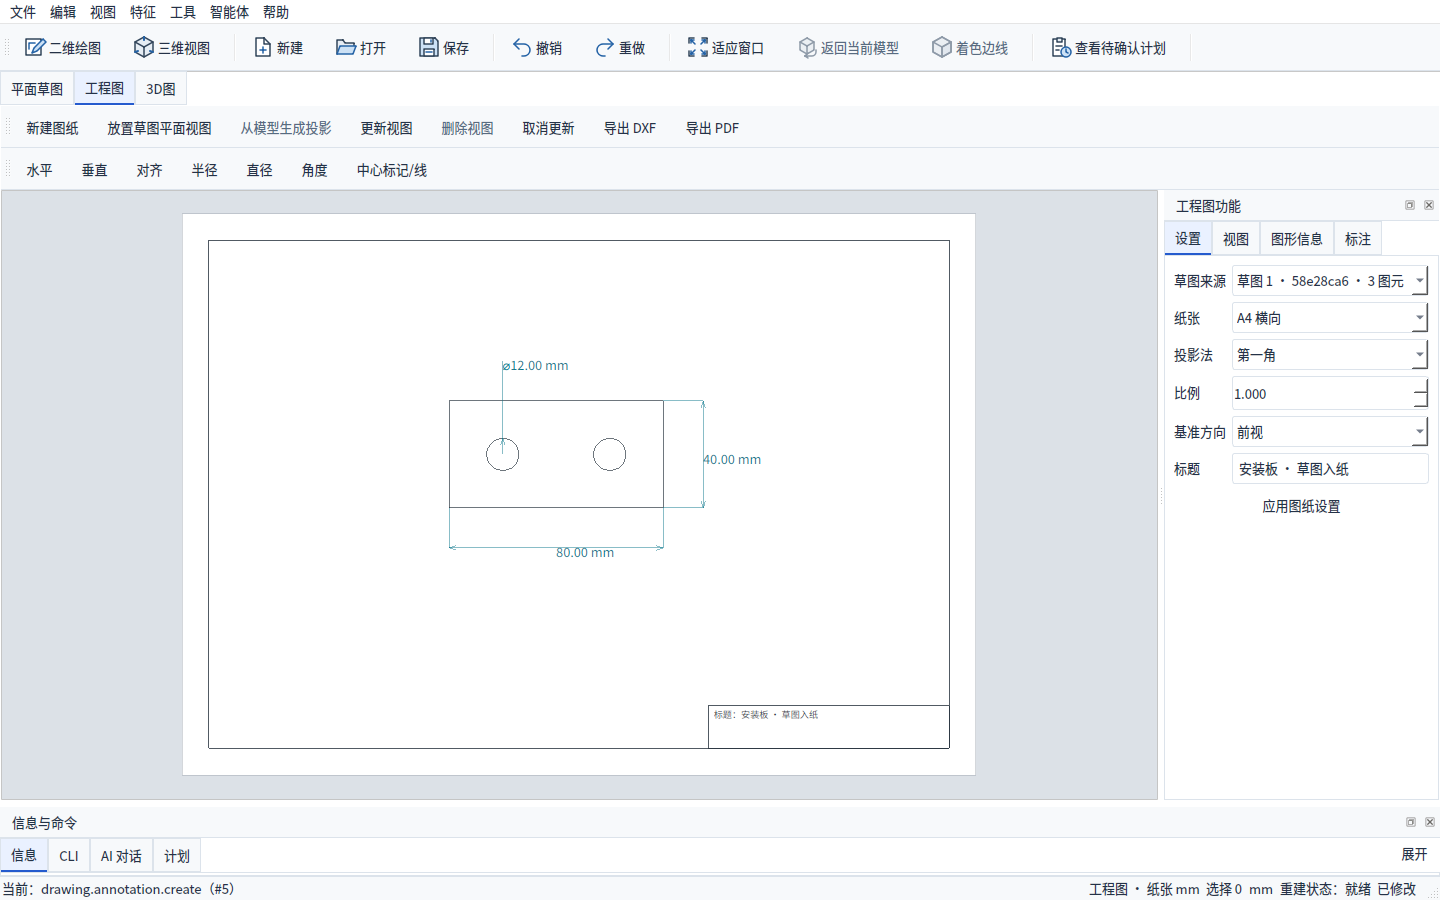 文件 编辑 视图 特征 工具 智能体 帮助
二维绘图 三维视图 新建 打开 保存 撤销 重做 适应窗口 返回当前模型 着色边线 查看待确认计划
平面草图 工程图 3D图
新建图纸 放置草图平面视图 从模型生成投影 更新视图 删除视图 取消更新 导出 DXF 导出 PDF
水平 垂直 对齐 半径 直径 角度 中心标记/线
工程图功能
设置 视图 图形信息 标注
草图来源 草图 1 · 58e28ca6 · 3 图元
纸张 A4 横向
投影法 第一角
比例 1.000
基准方向 前视
标题 安装板 · 草图入纸
应用图纸设置
⌀12.00 mm
40.00 mm
80.00 mm
标题：安装板 · 草图入纸
信息与命令
信息 CLI AI 对话 计划 展开
当前：drawing.annotation.create（#5） 工程图 · 纸张 mm 选择 0 mm 重建状态：就绪 已修改